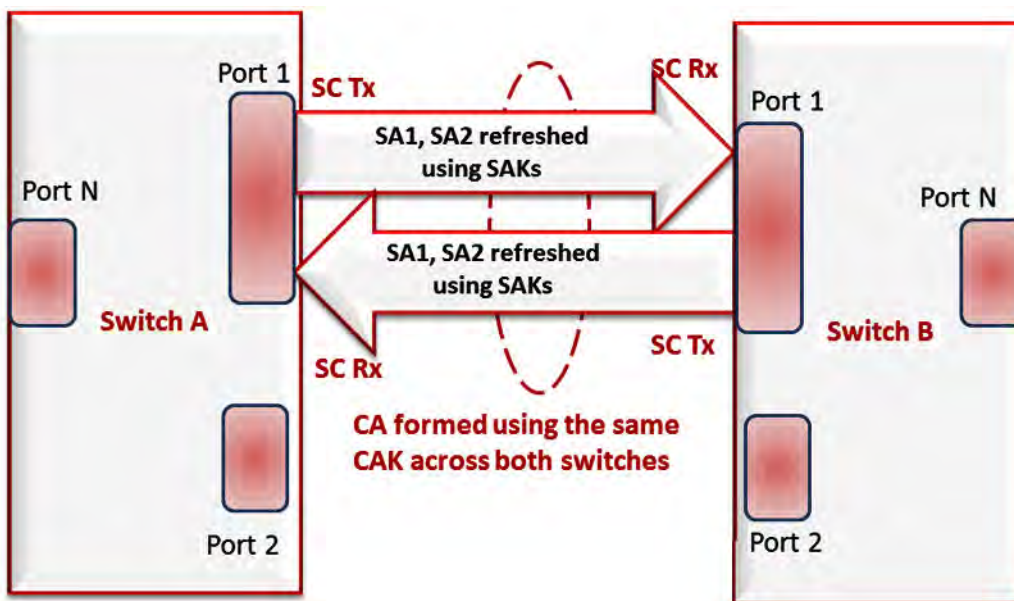 Port 1
SC Tx
SC Rx
Port 1
SA1, SA2 refreshed
using SAKs
Port N
Port N
SA1, SA2 refreshed
using SAKs
Switch A
Switch B
SC Rx
SC Tx
CA formed using the same
CAK across both switches
Port 2
Port 2